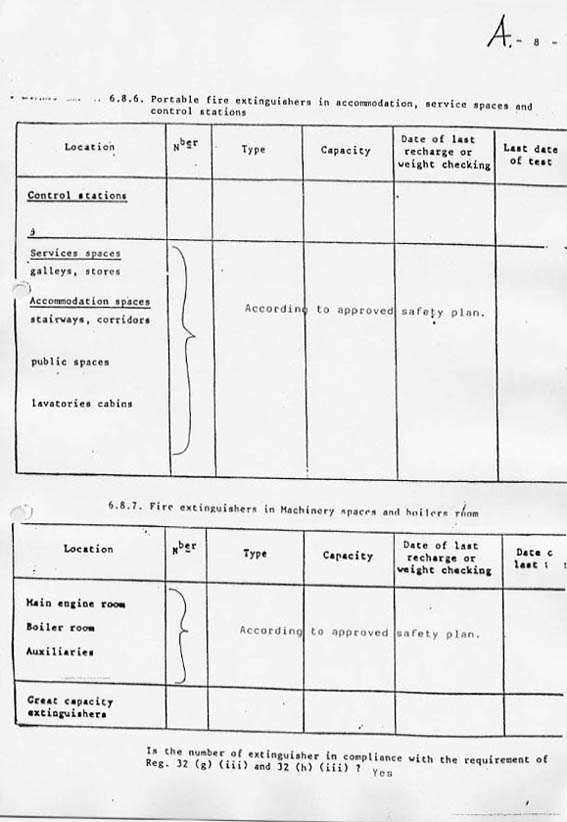 A. - 8 -
6.8.6. Portable fire extinguishers in accommodation, service spaces and
control stations
Location
Nber
Type
Capacity
Date of last
recharge or
weight checking
Last date
of test
Control stations
Services spaces
galleys, stores
Accommodation spaces
stairways, corridors
According to approved safety plan.
public spaces
lavatories cabins
6.8.7. Fire extinguishers in Machinery spaces and boilers room
Location
Nber
Type
Capacity
Date of last
recharge or
weight checking
Date
last
Main engine room
Boiler room
According to approved safety plan.
Auxiliaries
Great capacity
extinguishers
Is the number of extinguisher in compliance with the requirement of
Reg. 32 (g) (iii) and 32 (h) (iii) ? Yes